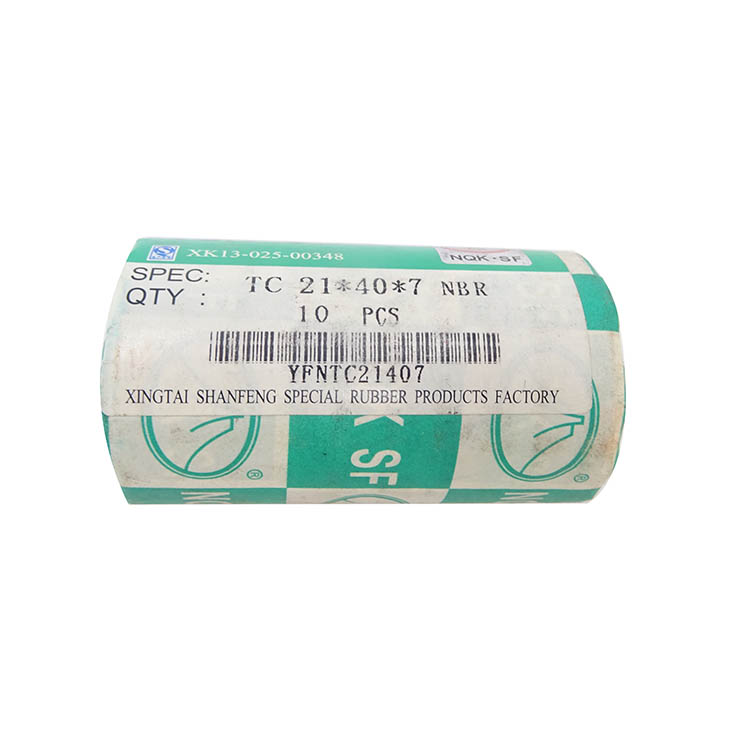 XK13-025-00348
NQK·SF
SPEC: TC 21*40*7 NBR
QTY : 10 PCS
YFNTC21407
XINGTAI SHANFENG SPECIAL RUBBER PRODUCTS FACTORY
K SF
®
®
NQK